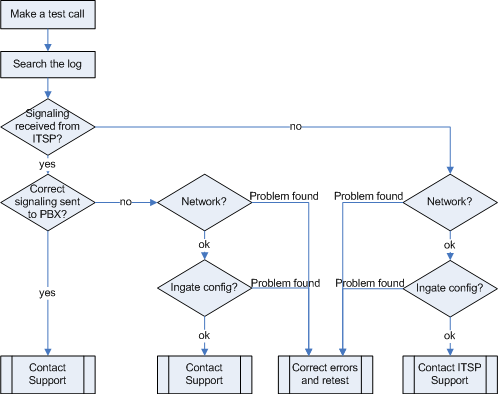 Make a test call
Search the log
Signaling
received from
ITSP?
no
yes
Correct
signaling sent
to PBX?
no
Network?
Problem found
Problem found
Network?
ok
ok
yes
Ingate config?
Problem found
Problem found
Ingate config?
ok
ok
Contact
Support
Contact
Support
Correct errors
and retest
Contact ITSP
Support